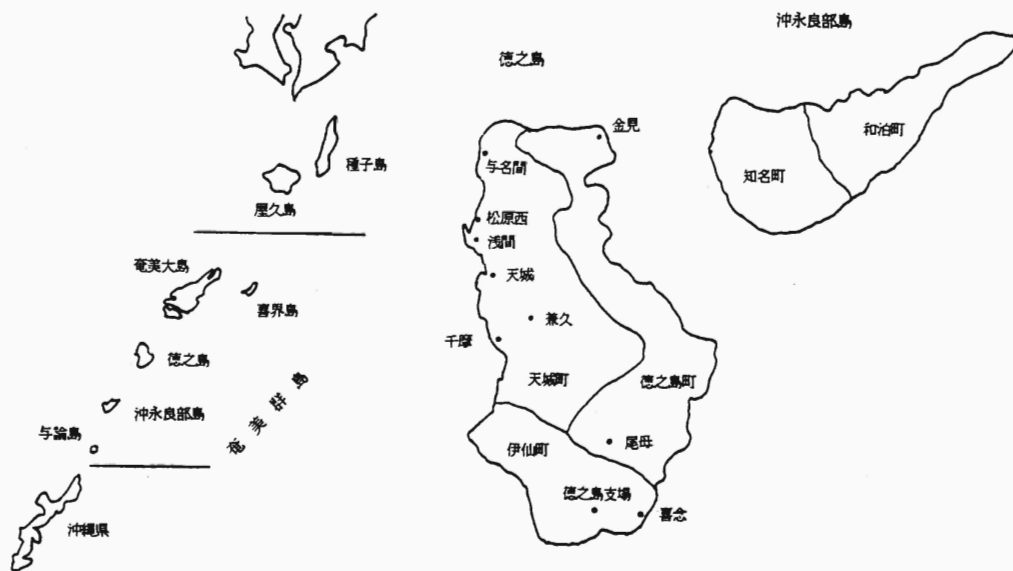 種子島
屋久島
奄美大島
喜界島
徳之島
沖永良部島
与論島
奄美群島
沖縄県
徳之島
金見
与名間
松原西
浅間
天城
兼久
千摩
天城町
徳之島町
伊仙町
尾母
徳之島支場
喜念
沖永良部島
和泊町
知名町